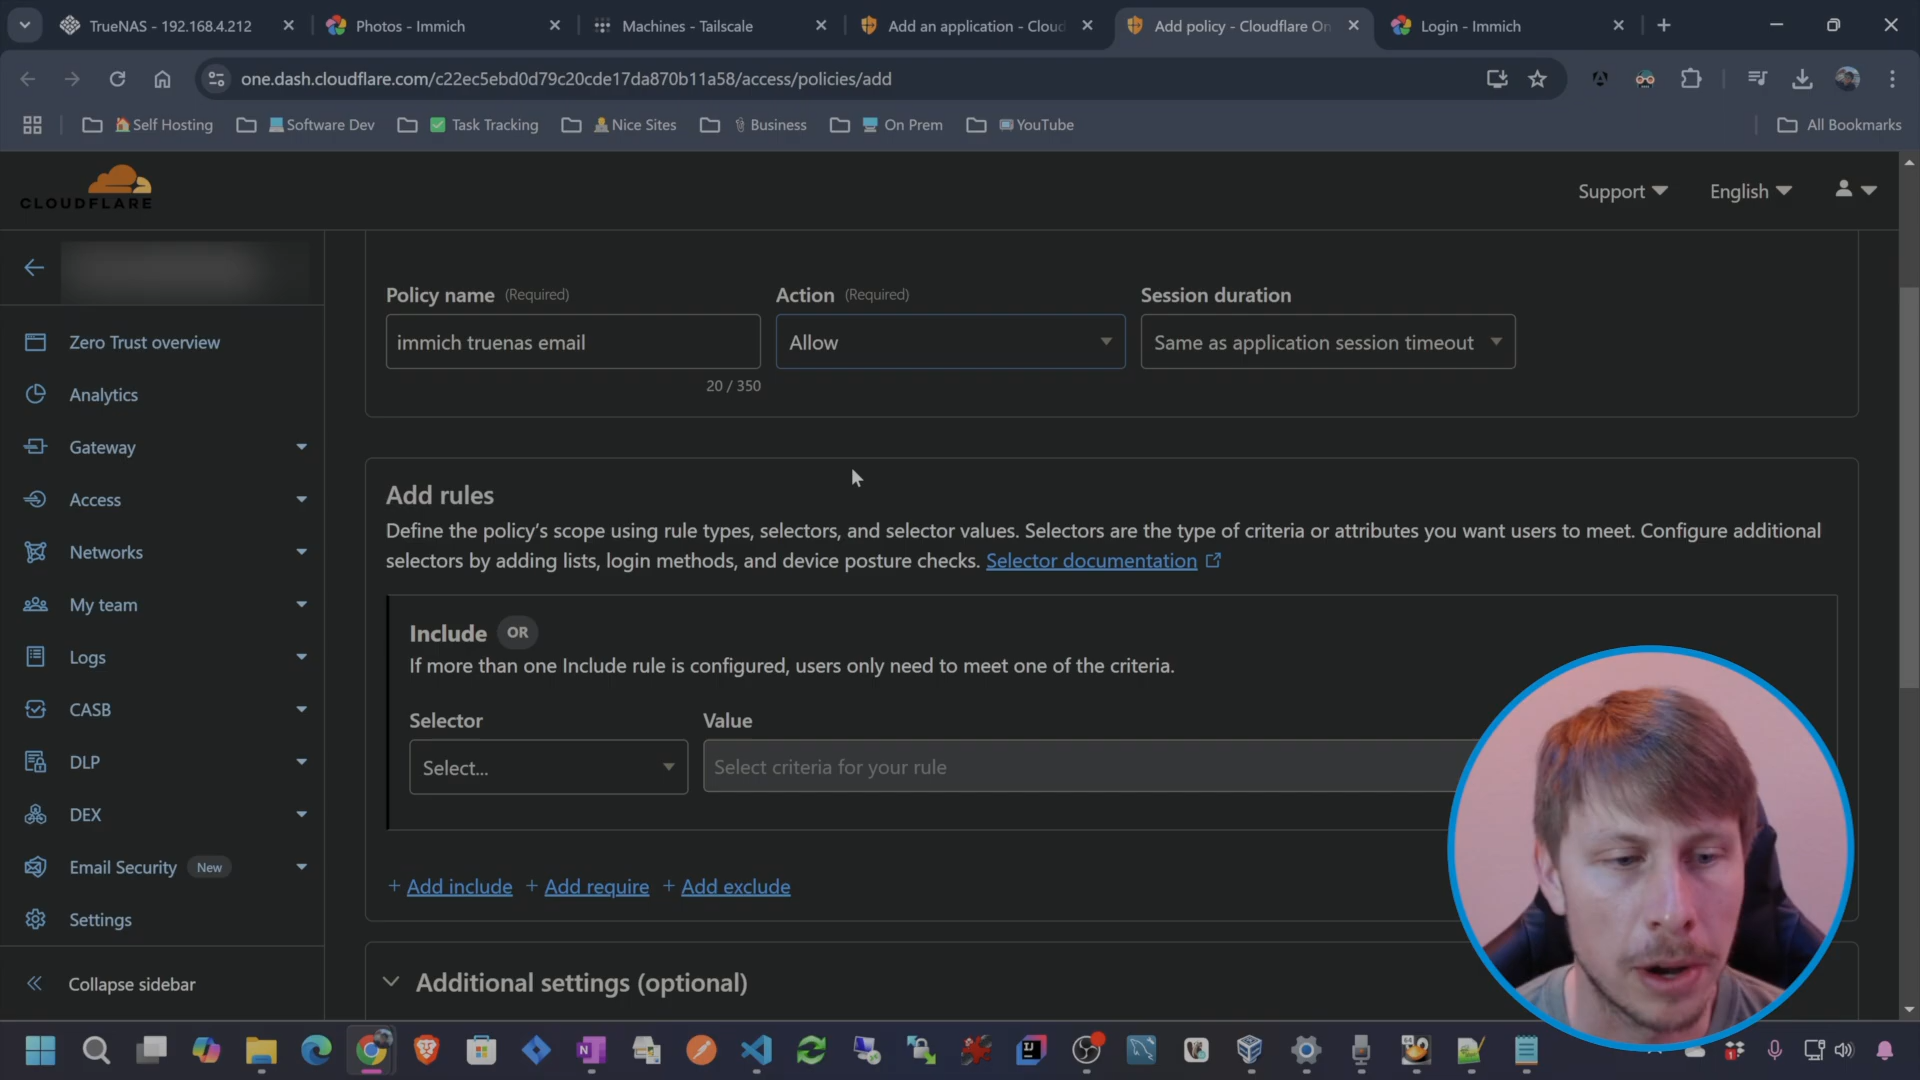 TrueNAS - 192.168.4.212
Photos - Immich
Machines - Tailscale
Add an application - Cloud
Add policy - Cloudflare On
Login - Immich
one.dash.cloudflare.com/c22ec5ebd0d79c20cde17da870b11a58/access/policies/add
Self Hosting
Software Dev
Task Tracking
Nice Sites
Business
On Prem
YouTube
All Bookmarks
CLOUDFLARE
Support
English
Zero Trust overview
Analytics
Gateway
Access
Networks
My team
Logs
CASB
DLP
DEX
Email Security New
Settings
Collapse sidebar
Policy name (Required)
Action (Required)
Session duration
immich truenas email
Allow
Same as application session timeout
20 / 350
Add rules
Define the policy’s scope using rule types, selectors, and selector values. Selectors are the type of criteria or attributes you want users to meet. Configure additional
selectors by adding lists, login methods, and device posture checks. Selector documentation
Include OR
If more than one Include rule is configured, users only need to meet one of the criteria.
Selector
Value
Select...
Select criteria for your rule
+ Add include + Add require + Add exclude
Additional settings (optional)